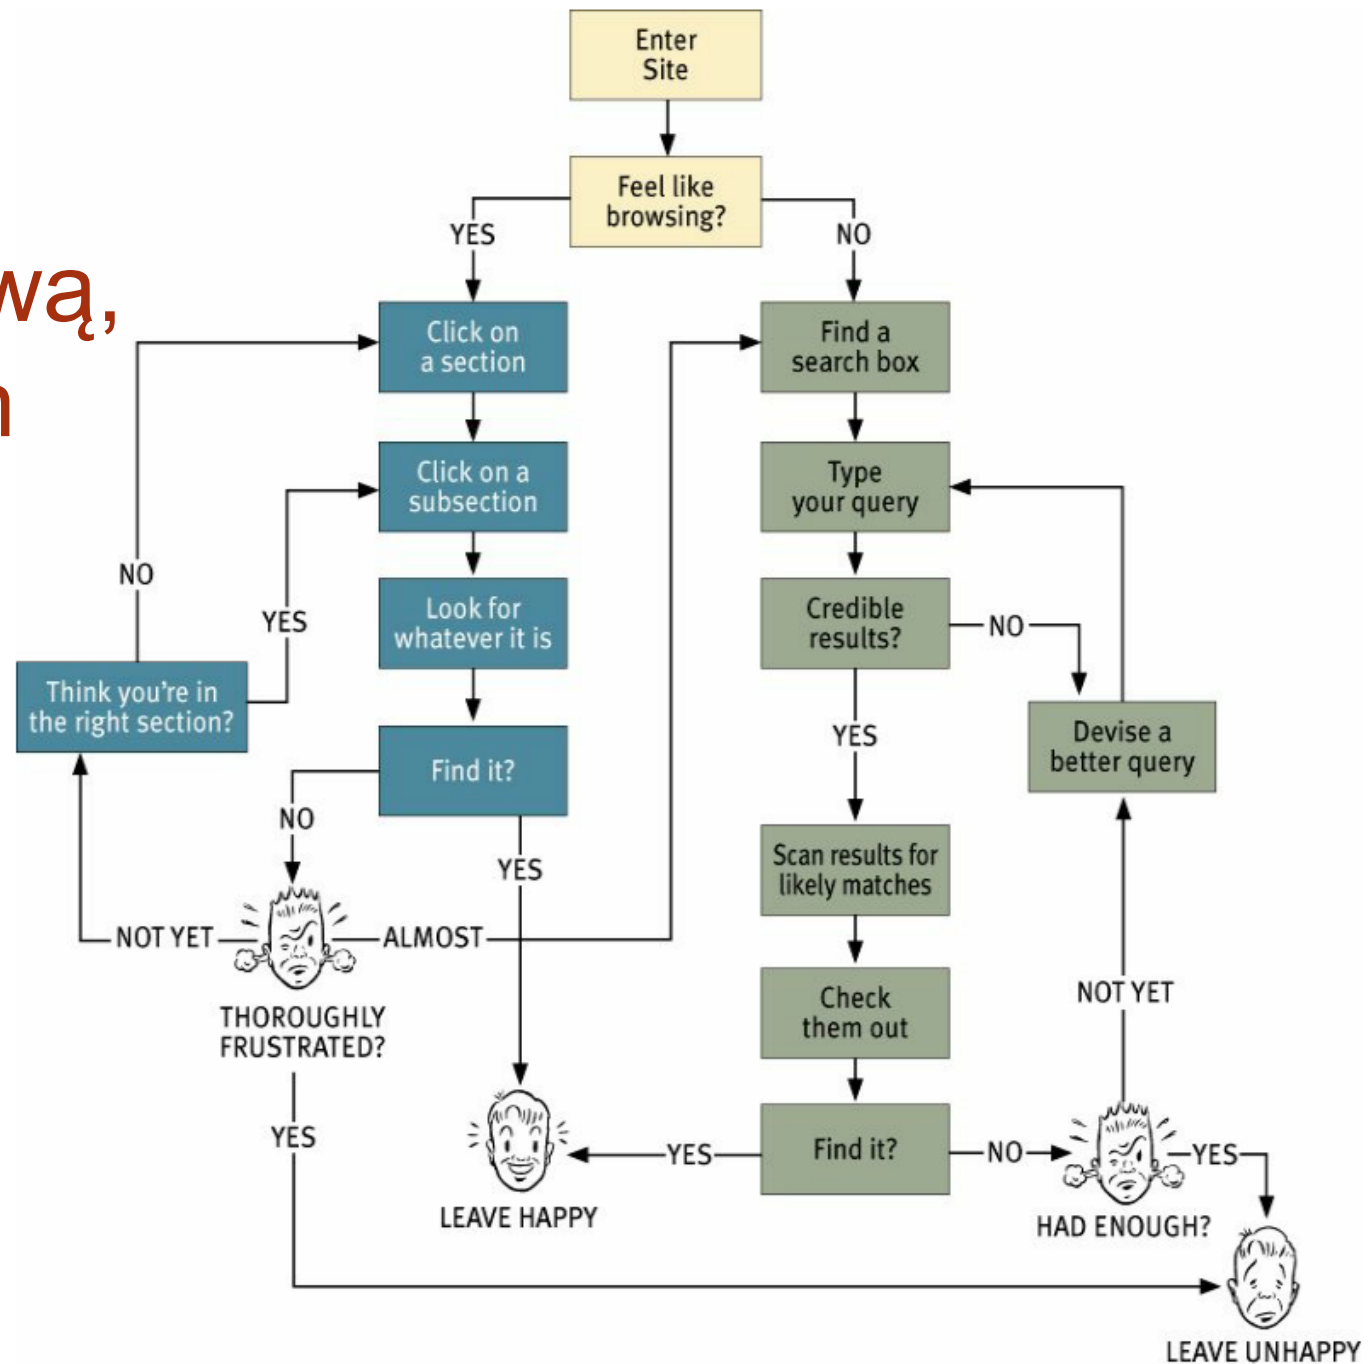 Enter
Site
Feel like
browsing?
YES
NO
wą,
Click on
a section
Find a
search box
Click on a
subsection
Type
your query
NO
YES
Look for
whatever it is
Credible
results?
NO
Think you're in
the right section?
YES
Devise a
better query
Find it?
NO
YES
Scan results for
likely matches
NOT YET
ALMOST
THOROUGHLY
FRUSTRATED?
Check
them out
NOT YET
YES
LEAVE HAPPY
YES
Find it?
NO
YES
HAD ENOUGH?
LEAVE UNHAPPY